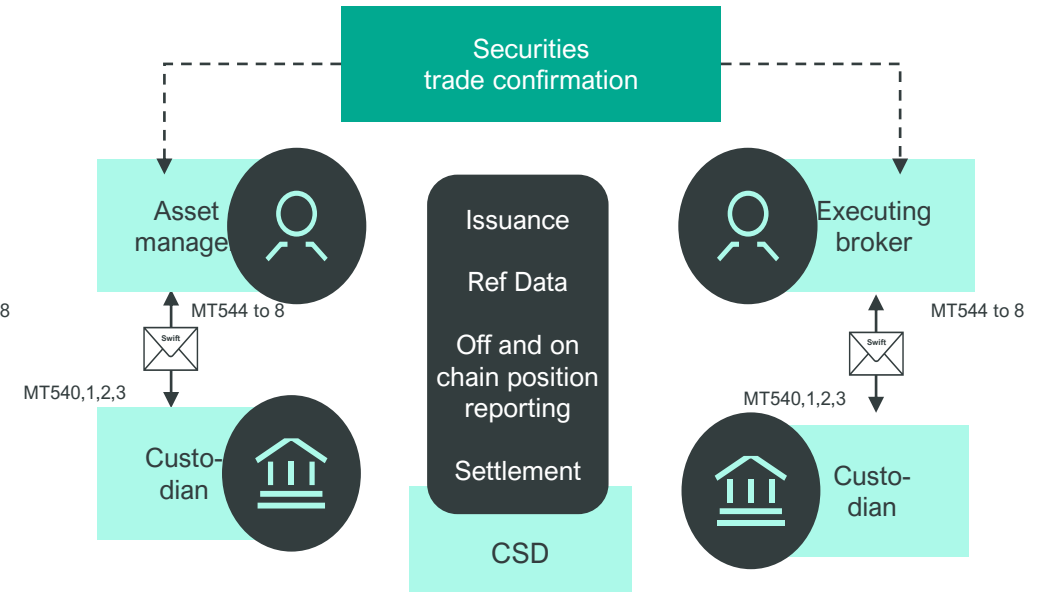 Securities
trade confirmation
Asset
manage
Executing
broker
Issuance
Ref Data
Off and on
chain position
reporting
Settlement
CSD
8
MT544 to 8
Swift
MT540,1,2,3
Custo-
dian
MT544 to 8
Swift
MT540,1,2,3
Custo-
dian